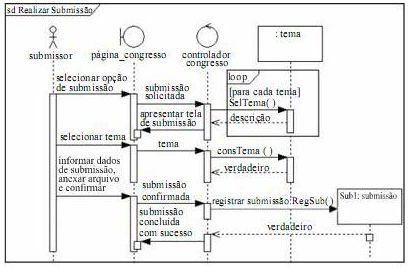 sd Realizar Submissão
submissor
página_congresso
controlador
congresso
: tema
loop
[para cada tema]
SelTema( )
descrição
selecionar opção
de submissão
submissão
solicitada
apresentar tela
de submissão
selecionar tema
tema
consTema ( )
verdadeiro
informar dados
de submissão,
anexar arquivo
e confirmar
submissão
confirmada
registrar submissão:RegSub( )
Sub1: submissão
submissão
concluída
com sucesso
verdadeiro